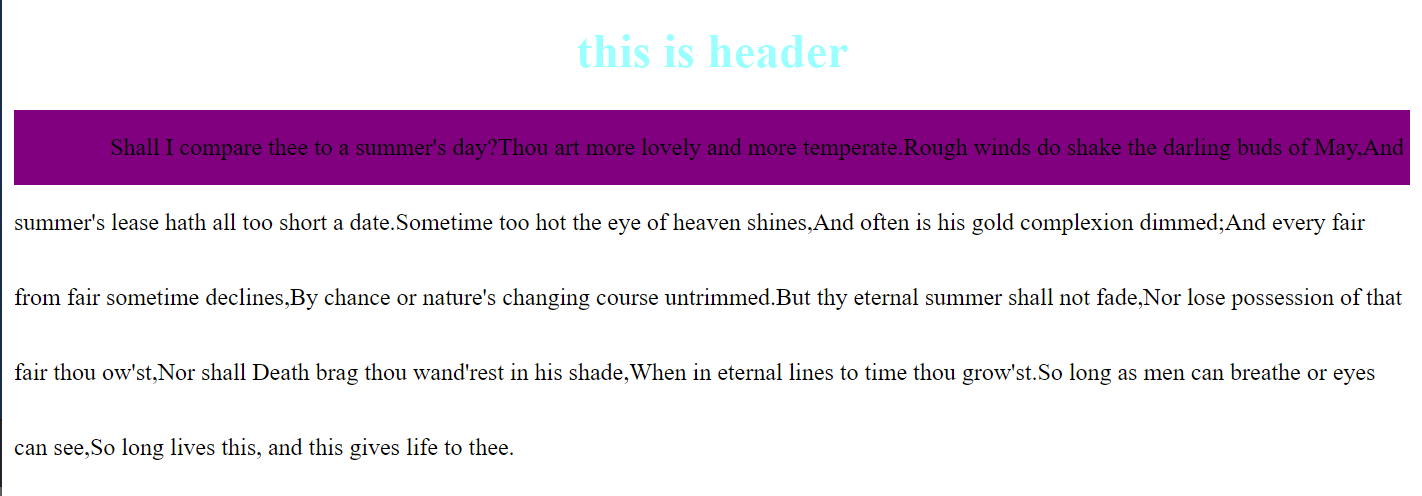 this is header
Shall I compare thee to a summer's day?Thou art more lovely and more temperate.Rough winds do shake the darling buds of May,And
summer's lease hath all too short a date.Sometime too hot the eye of heaven shines,And often is his gold complexion dimmed;And every fair
from fair sometime declines,By chance or nature's changing course untrimmed.But thy eternal summer shall not fade,Nor lose possession of that
fair thou ow'st,Nor shall Death brag thou wand'rest in his shade,When in eternal lines to time thou grow'st.So long as men can breathe or eyes
can see,So long lives this, and this gives life to thee.